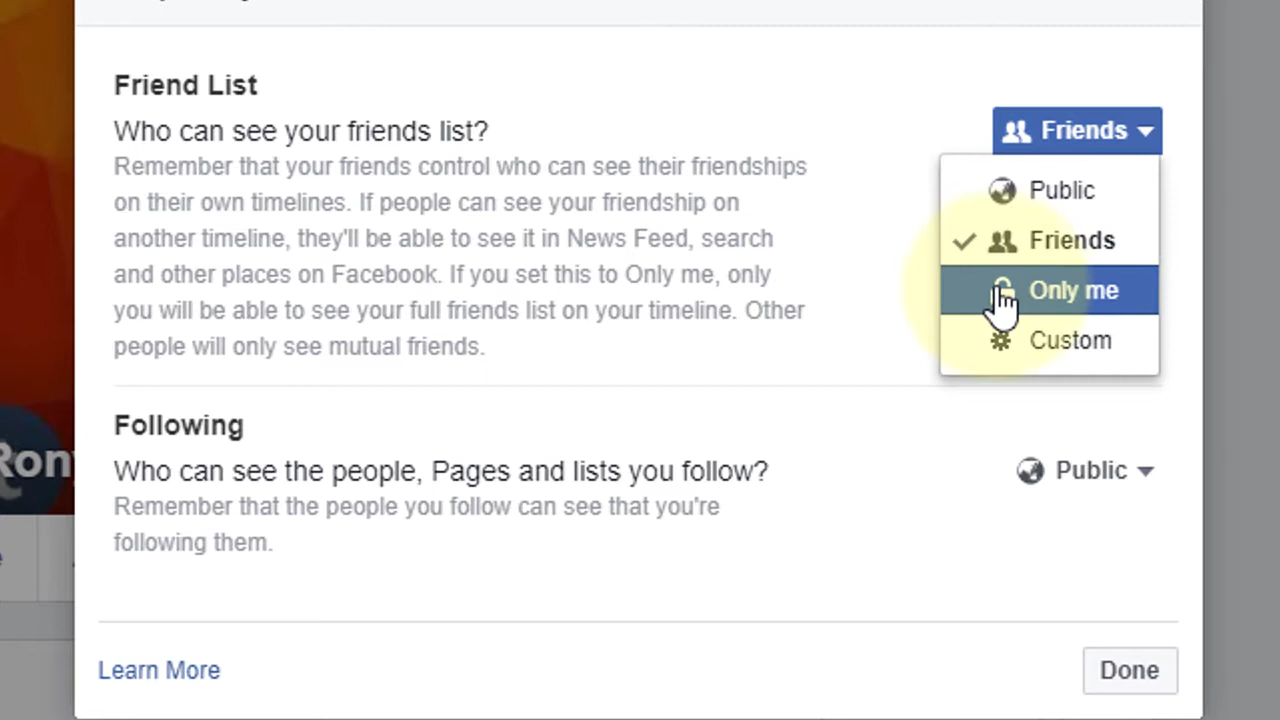 Friend List
Who can see your friends list?
Friends
Remember that your friends control who can see their friendships
on their own timelines. If people can see your friendship on
another timeline, they'll be able to see it in News Feed, search
and other places on Facebook. If you set this to Only me, only
you will be able to see your full friends list on your timeline. Other
people will only see mutual friends.
Public
Friends
Only me
Custom
Following
Who can see the people, Pages and lists you follow?
Public
Remember that the people you follow can see that you're
following them.
Ron
Learn More
Done